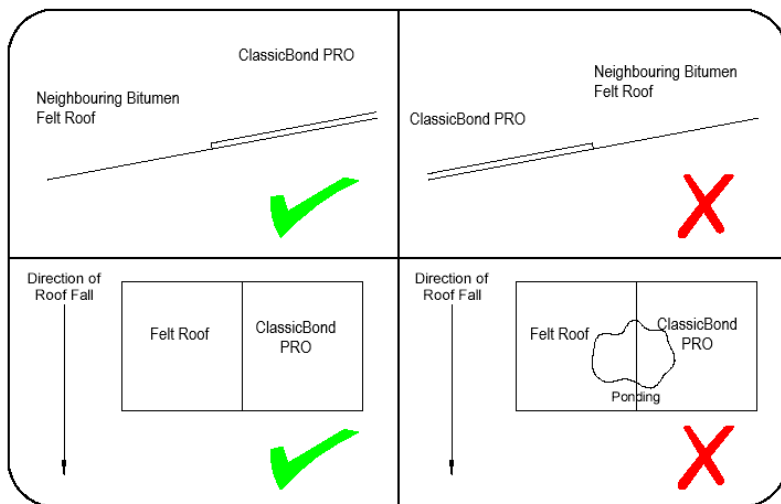 ClassicBond PRO
Neighbouring Bitumen
Felt Roof
Neighbouring Bitumen
Felt Roof
ClassicBond PRO
Direction of
Roof Fall
Felt Roof
ClassicBond
PRO
Direction of
Roof Fall
Felt Roof
ClassicBond
PRO
Ponding